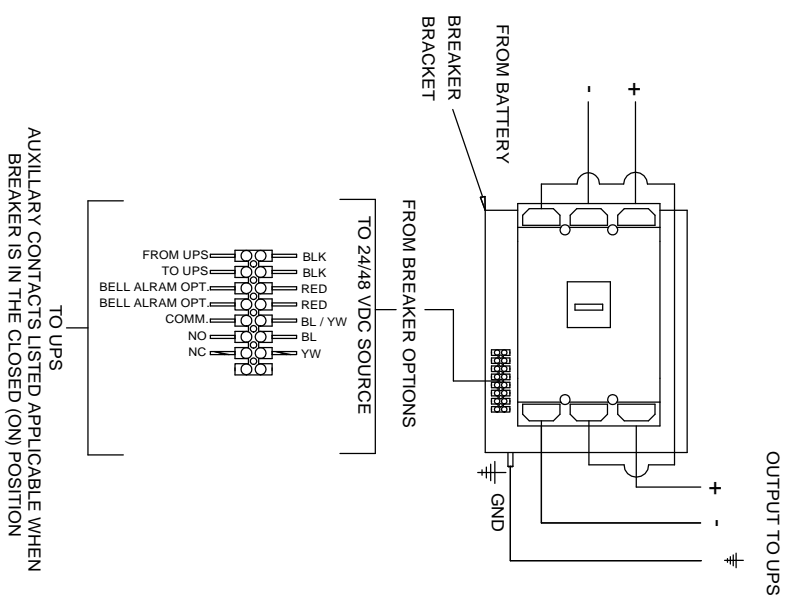 OUTPUT TO UPS
+
-
GND
+
-
FROM BATTERY
BREAKER
BRACKET
FROM BREAKER OPTIONS
TO 24/48 VDC SOURCE
FROM UPS BLK
TO UPS BLK
BELL ALRAM OPT. RED
BELL ALRAM OPT. RED
COMM. BL / YW
NO BL
NC YW
TO UPS
AUXILLARY CONTACTS LISTED APPLICABLE WHEN
BREAKER IS IN THE CLOSED (ON) POSITION